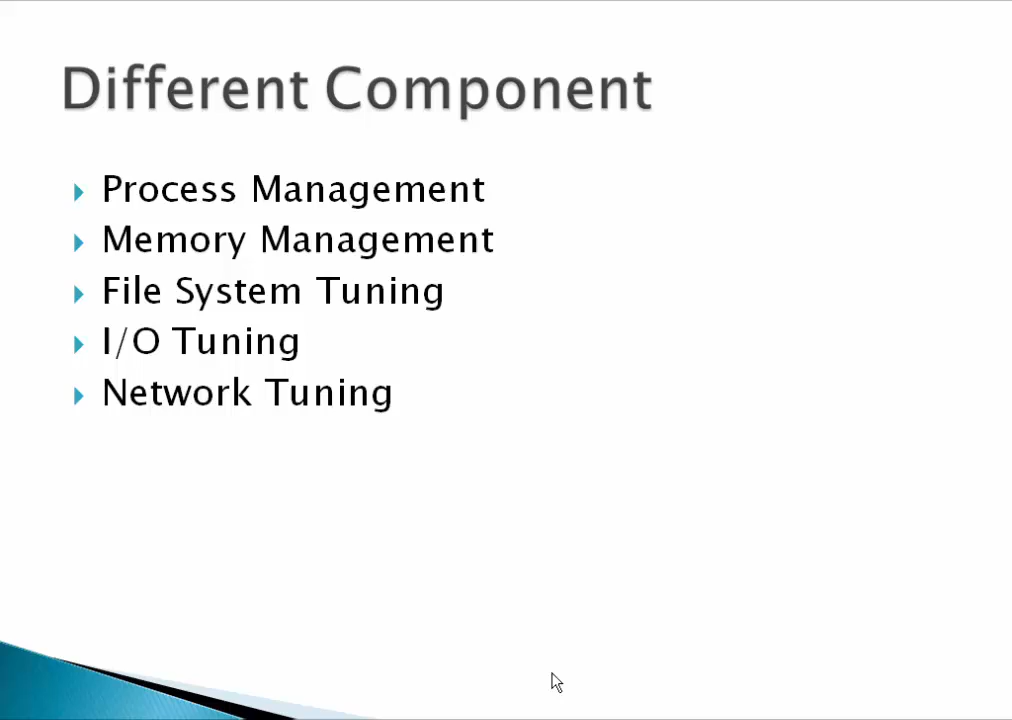 Different Component
Process Management
Memory Management
File System Tuning
I/O Tuning
Network Tuning